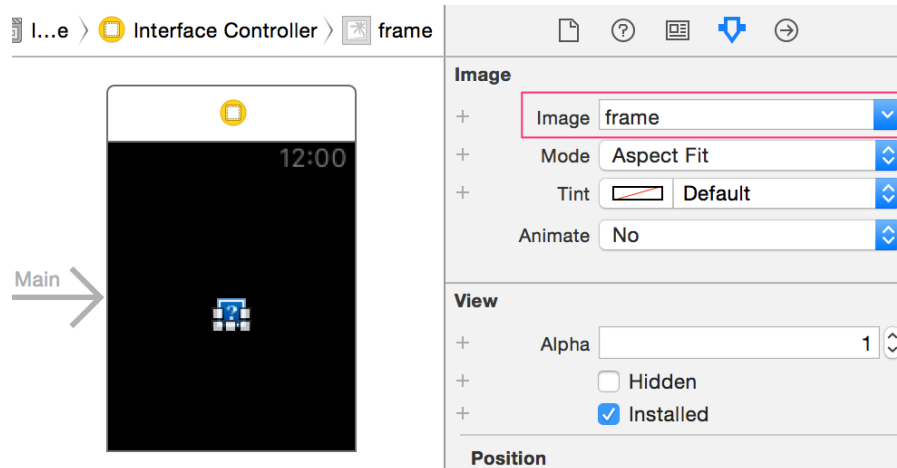 I...e
Interface Controller
frame
12:00
Main
?
Image
Image frame
Mode Aspect Fit
Tint Default
Animate No
View
Alpha 1
Hidden
Installed
Position